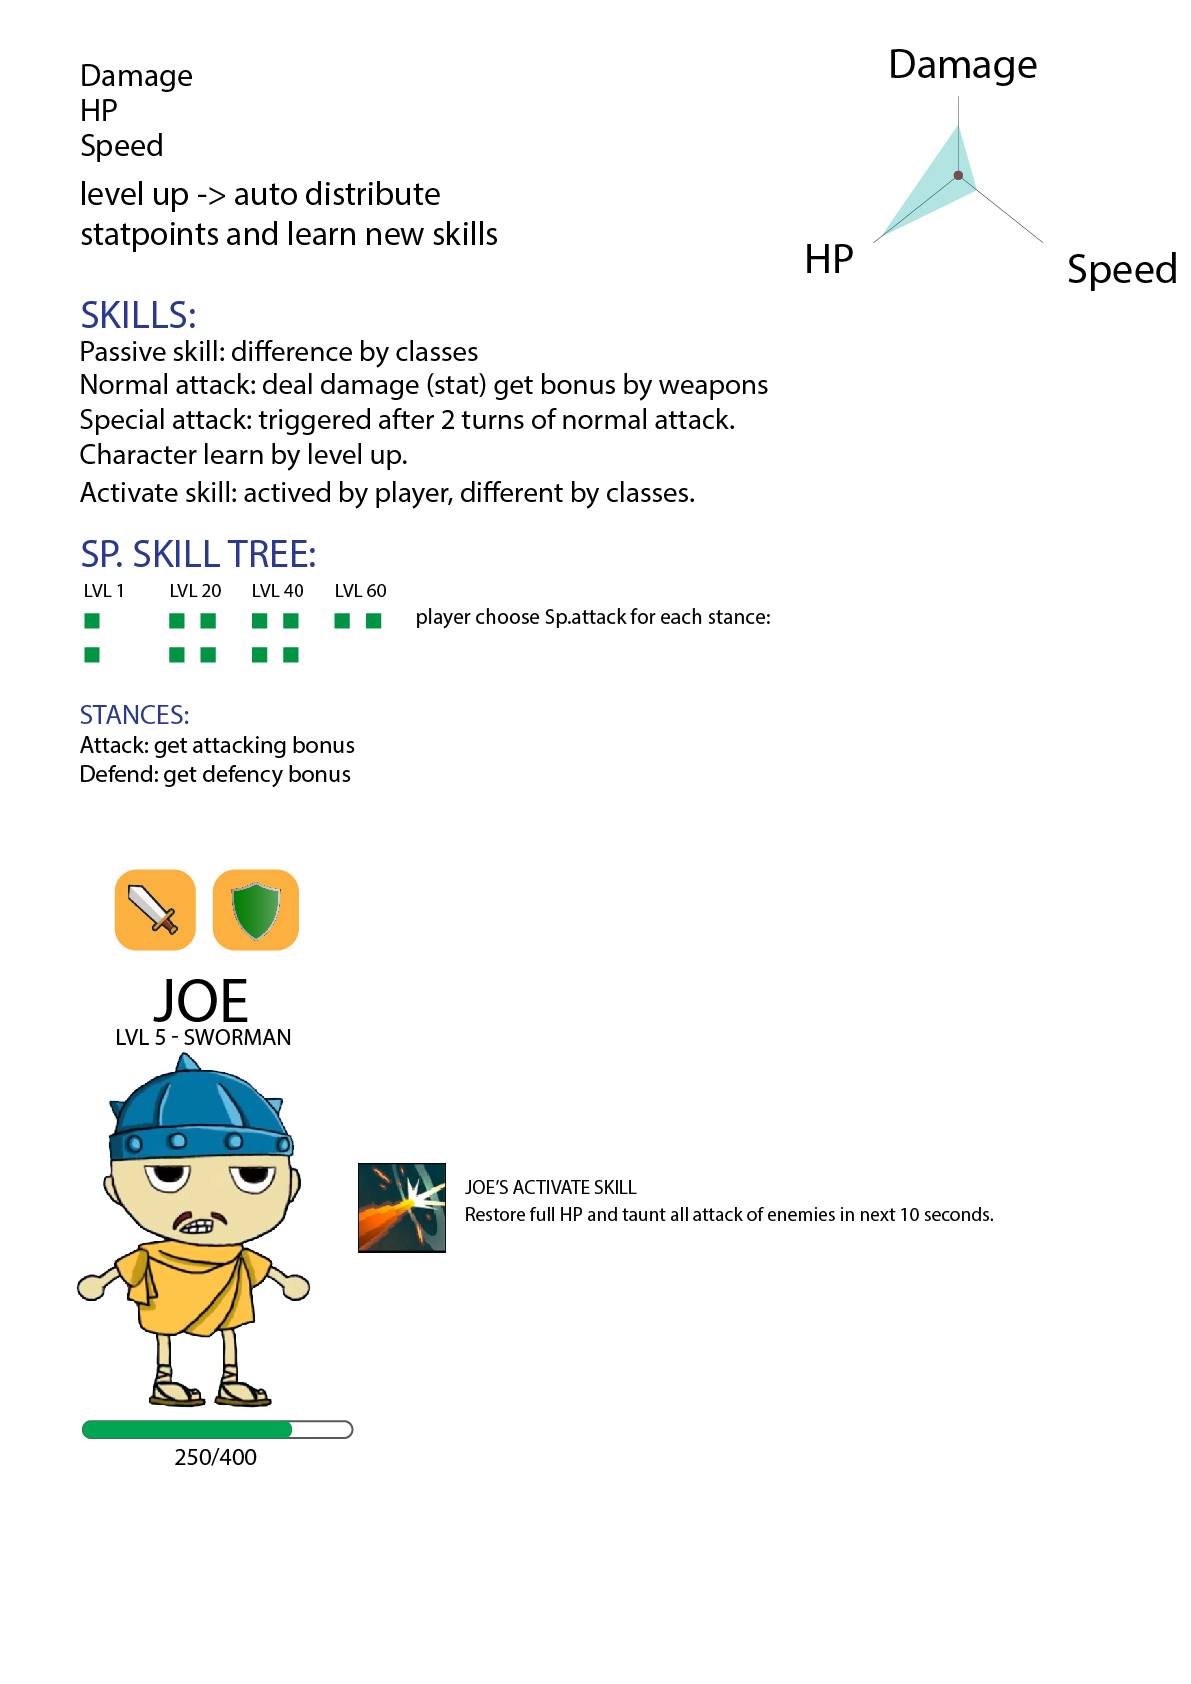 Damage
HP
Speed
level up -> auto distribute
statpoints and learn new skills
Damage
HP
Speed
SKILLS:
Passive skill: difference by classes
Normal attack: deal damage (stat) get bonus by weapons
Special attack: triggered after 2 turns of normal attack.
Character learn by level up.
Activate skill: actived by player, different by classes.
SP. SKILL TREE:
LVL 1 LVL 20 LVL 40 LVL 60
player choose Sp.attack for each stance:
STANCES:
Attack: get attacking bonus
Defend: get defency bonus
JOE
LVL 5 - SWORMAN
JOE'S ACTIVATE SKILL
Restore full HP and taunt all attack of enemies in next 10 seconds.
250/400